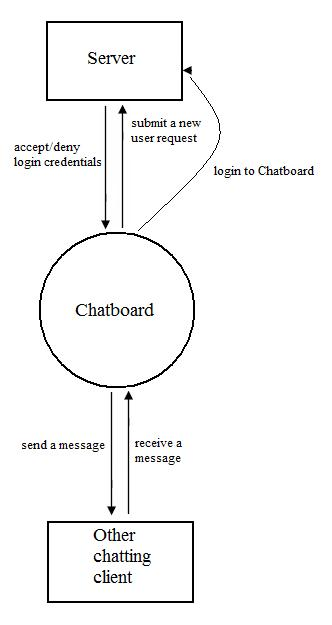 Server
submit a new
user request
accept/deny
login credentials
login to Chatboard
Chatboard
send a message
receive a
message
Other
chatting
client